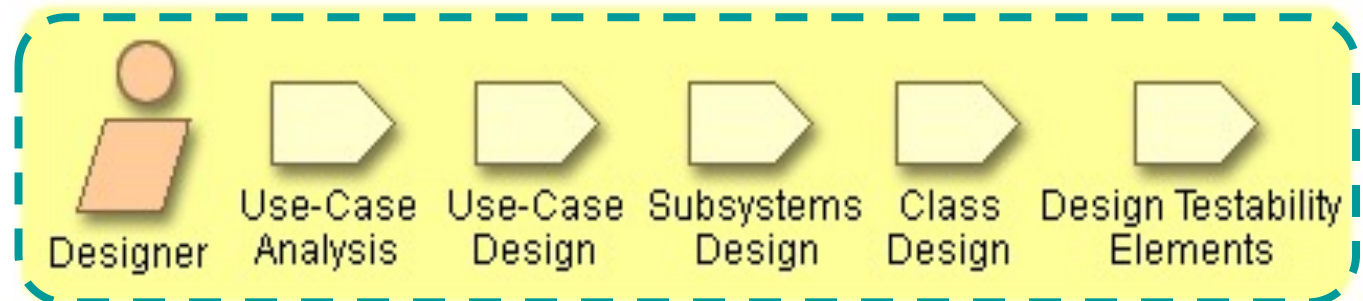 Designer
Use-Case
Analysis
Use-Case
Design
Subsystems
Design
Class
Design
Design Testability
Elements